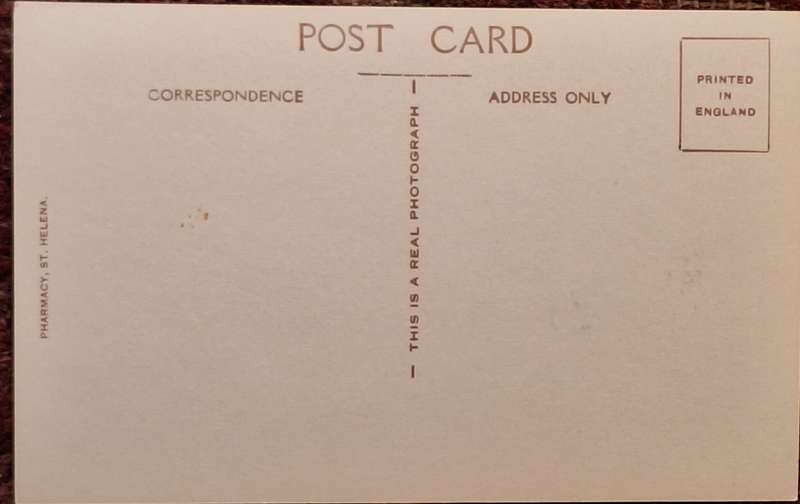 POST CARD
CORRESPONDENCE
ADDRESS ONLY
PRINTED
IN
ENGLAND
— THIS IS A REAL PHOTOGRAPH —
PHARMACY, ST. HELENA.